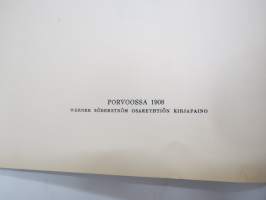 PORVOOSSA 1908
WERNER SÖDERSTRÖM OSAKEYHTIÖN KIRJAPAINO